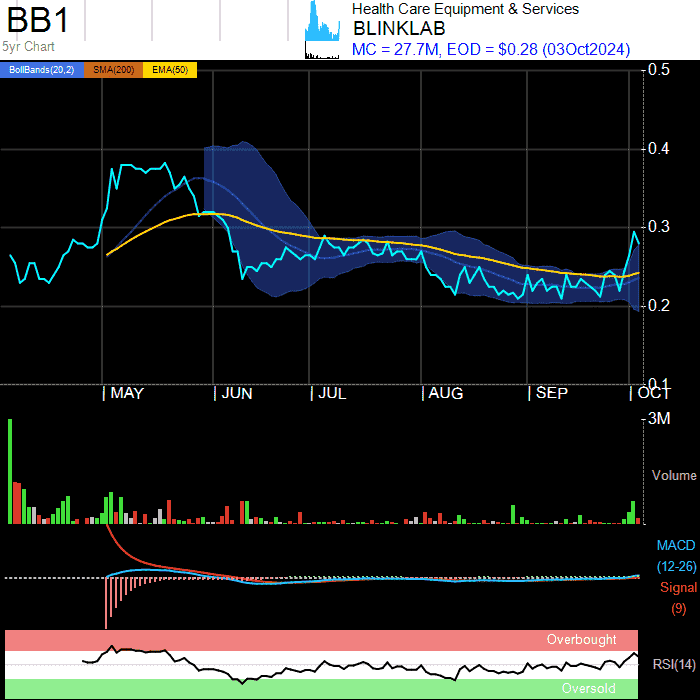 BB1
5yr Chart
Health Care Equipment & Services
BLINKLAB
MC = 27.7M, EOD = $0.28 (03Oct2024)
BollBands(20,2) SMA(200) EMA(50)
0.5
0.4
0.3
0.2
0.1
MAY JUN JUL AUG SEP OCT
3M
Volume
MACD
(12-26)
Signal
(9)
Overbought
RSI(14)
Oversold